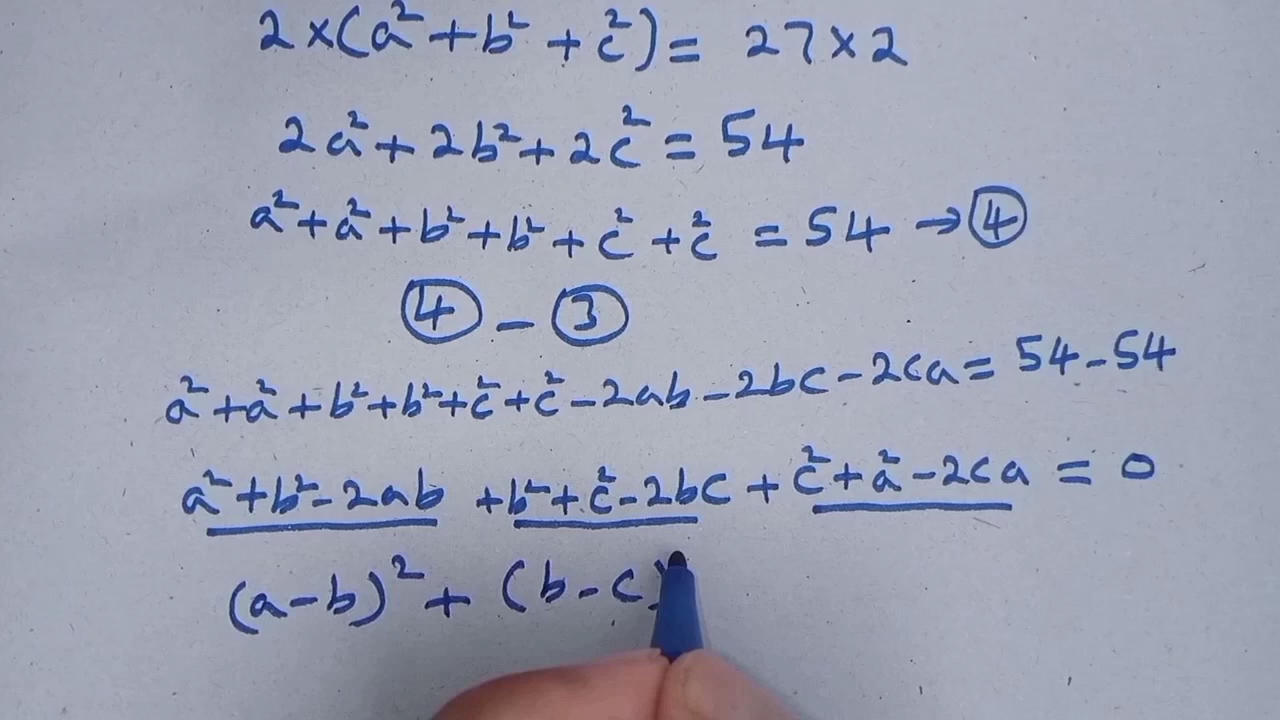 2×(a²+b²+c²)= 27×2
2a²+2b²+2c²=54
a²+a²+b²+b²+c²+c² =54→④
④ – ③
a²+a²+b²+b²+c²+c²-2ab-2bc-2ca=54-54
a²+b²-2ab +b²+c²-2bc+c²+a²-2ca=0
(a-b)²+(b-c)